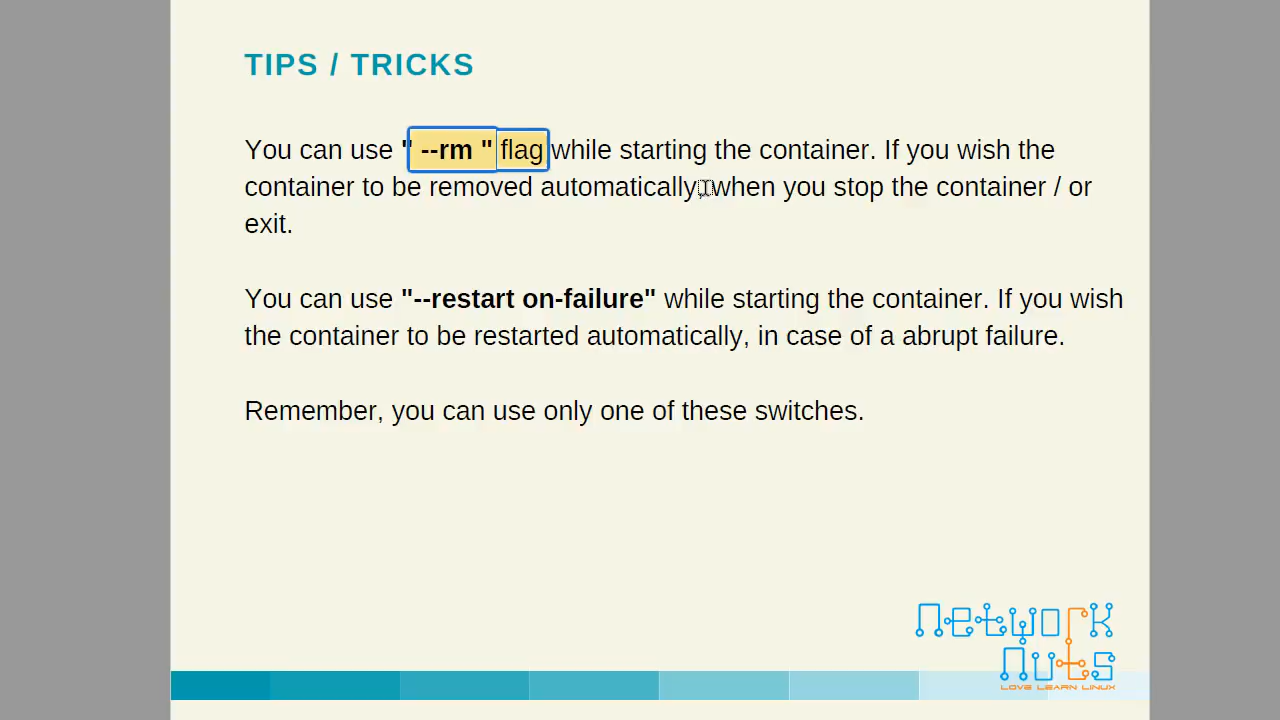 TIPS / TRICKS
You can use " --rm " flag while starting the container. If you wish the
container to be removed automatically, when you stop the container / or
exit.
You can use "--restart on-failure" while starting the container. If you wish
the container to be restarted automatically, in case of a abrupt failure.
Remember, you can use only one of these switches.
network
nuts
LOVE LEARN LINUX